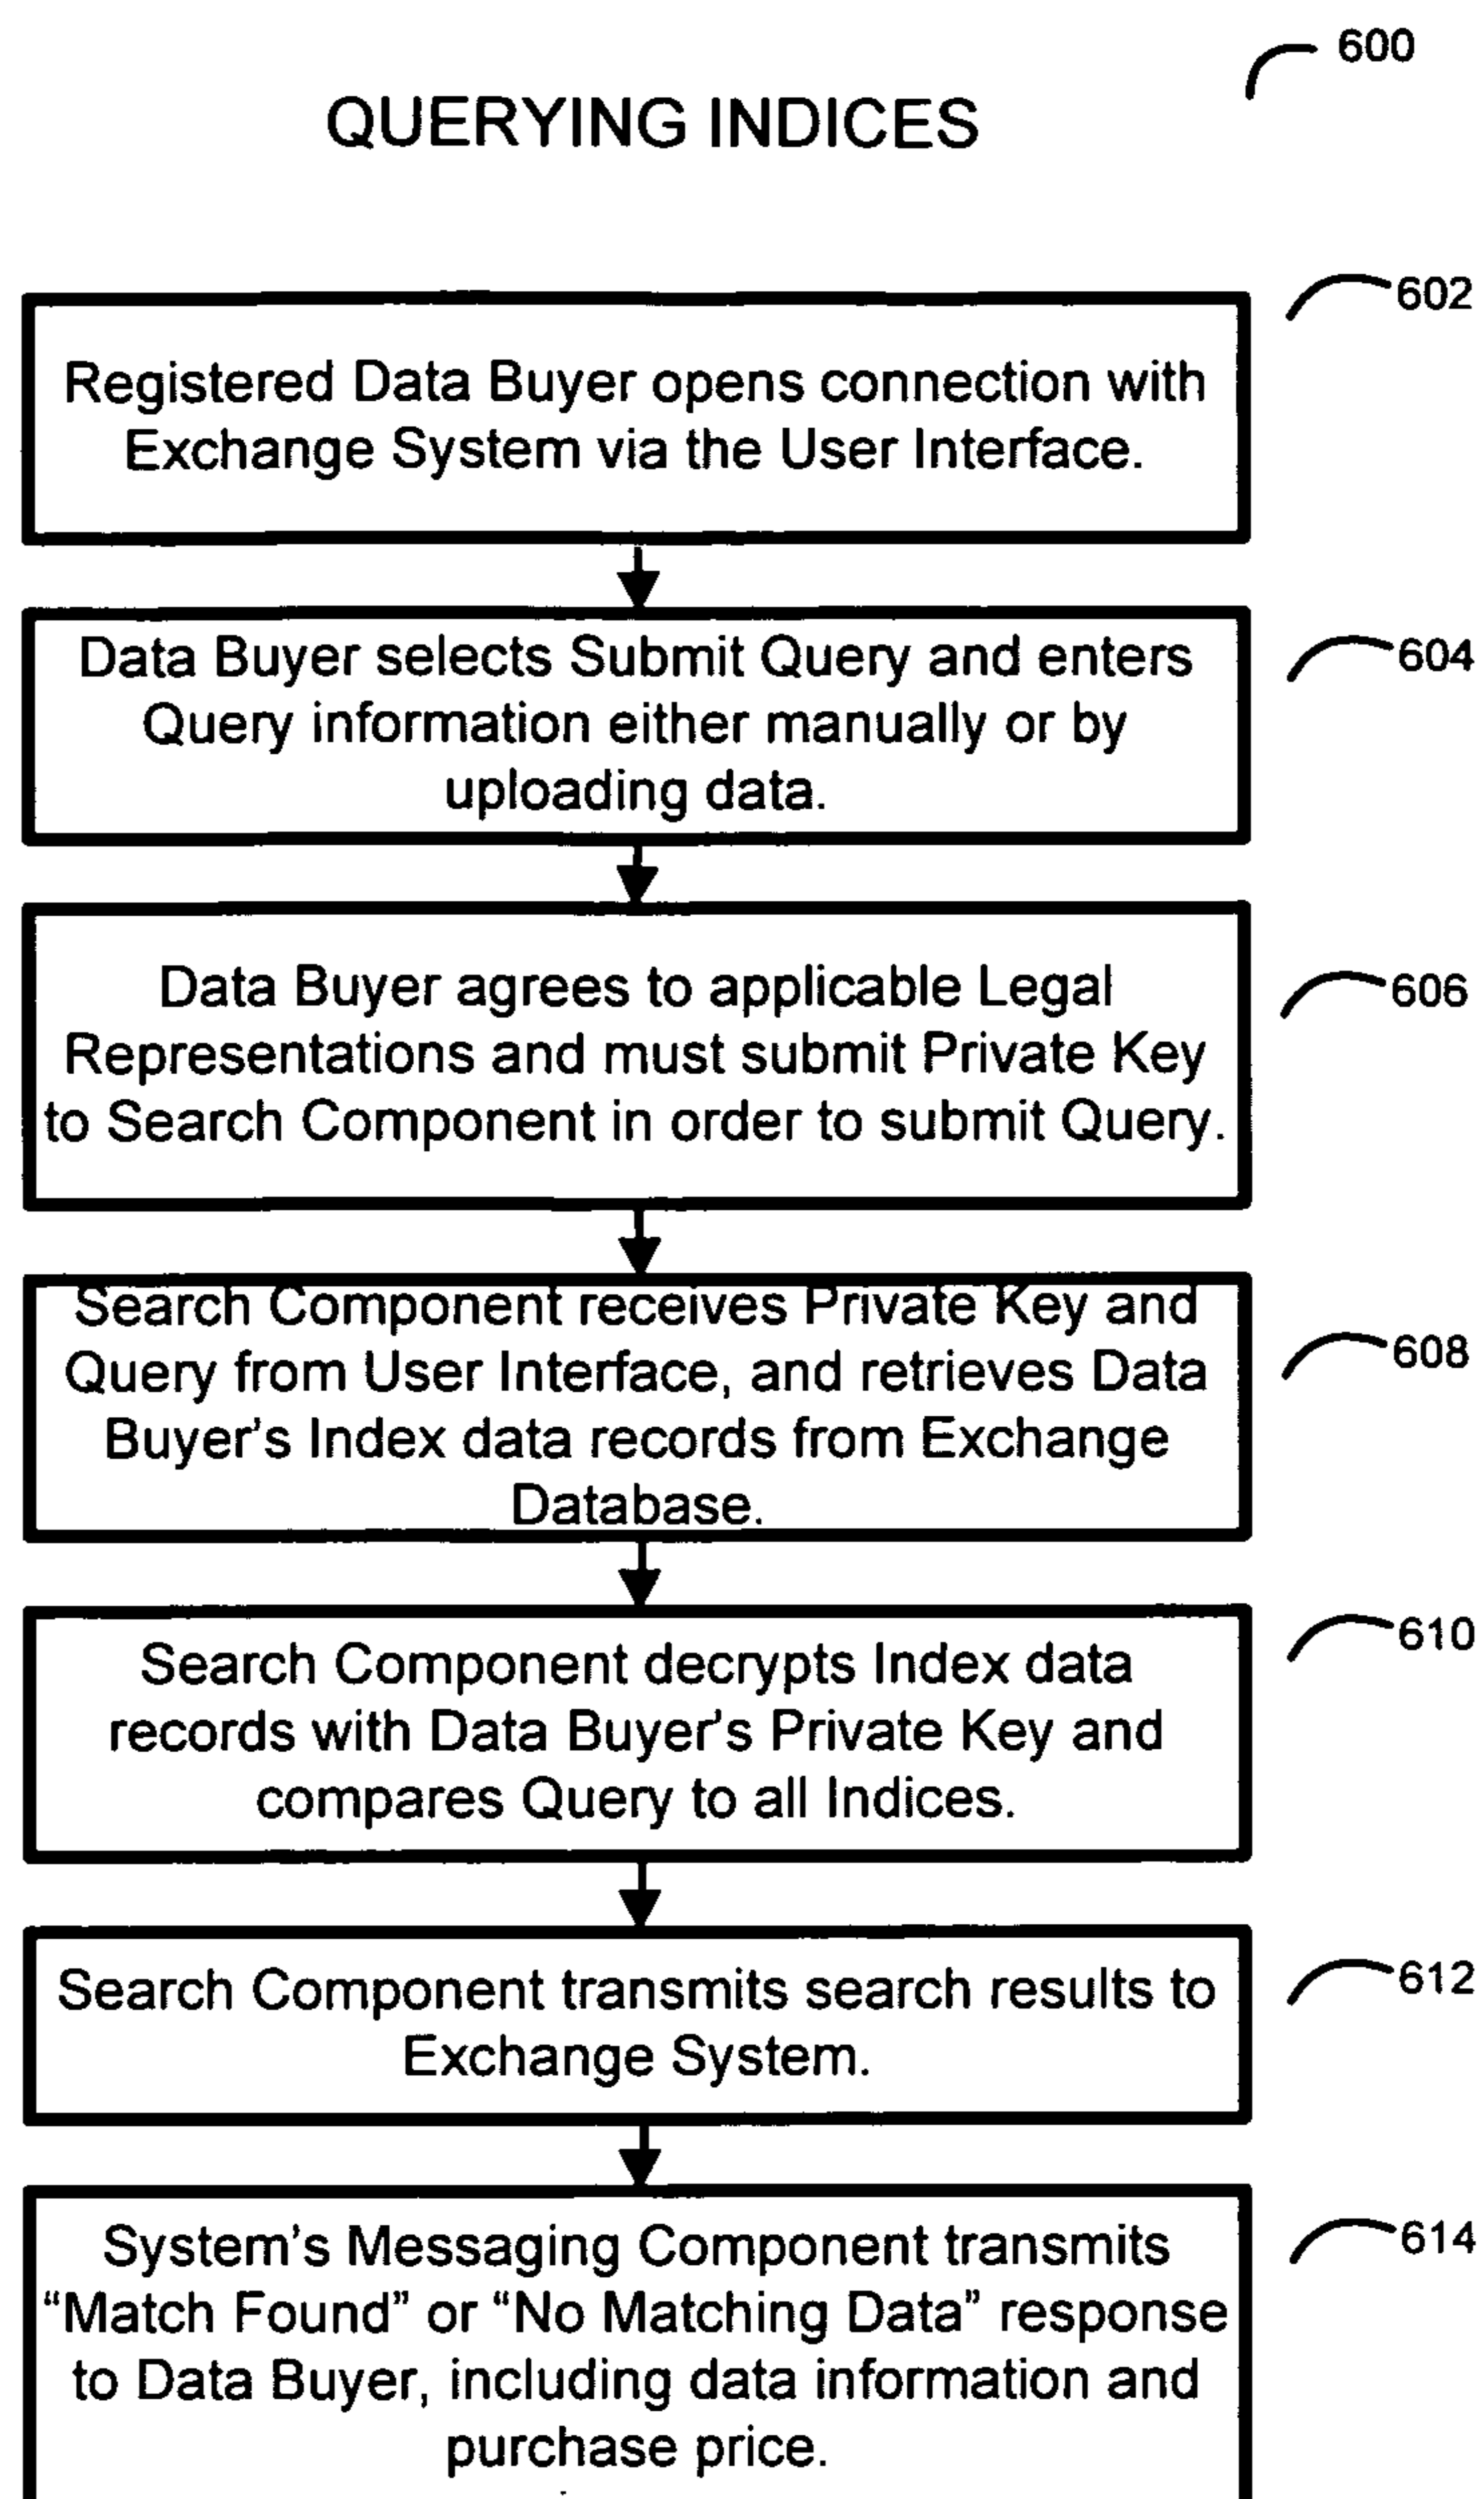 600
QUERYING INDICES
602
Registered Data Buyer opens connection with
Exchange System via the User Interface.
604
Data Buyer selects Submit Query and enters
Query information either manually or by
uploading data.
606
Data Buyer agrees to applicable Legal
Representations and must submit Private Key
to Search Component in order to submit Query.
608
Search Component receives Private Key and
Query from User Interface, and retrieves Data
Buyer's Index data records from Exchange
Database.
610
Search Component decrypts Index data
records with Data Buyer's Private Key and
compares Query to all Indices.
612
Search Component transmits search results to
Exchange System.
614
System's Messaging Component transmits
“Match Found” or “No Matching Data” response
to Data Buyer, including data information and
purchase price.